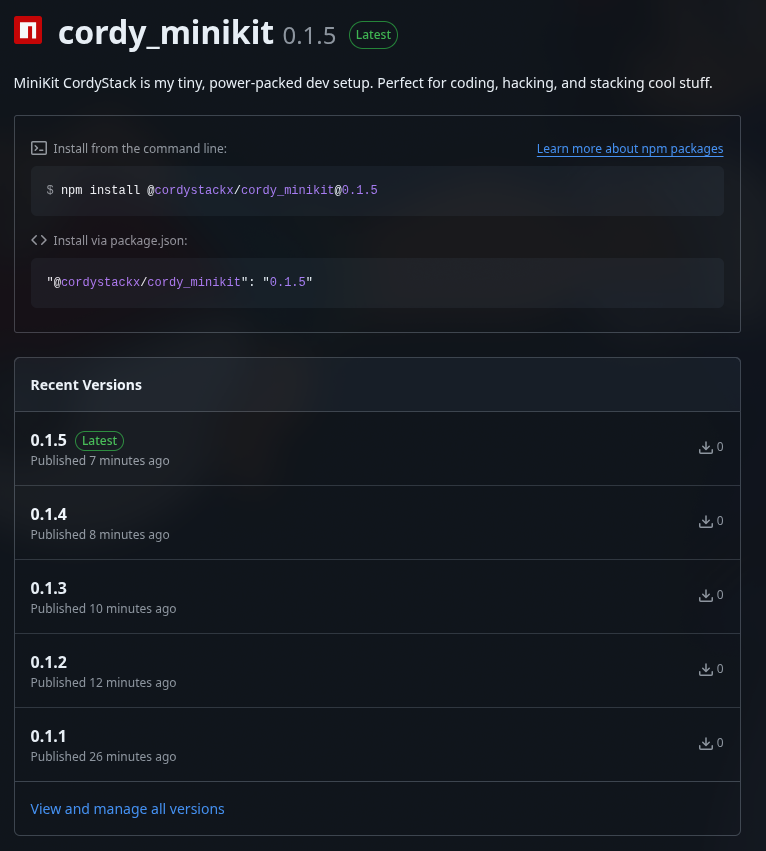 cordy_minikit 0.1.5 Latest
MiniKit CordyStack is my tiny, power-packed dev setup. Perfect for coding, hacking, and stacking cool stuff.
Install from the command line: Learn more about npm packages
$ npm install @cordystackx/cordy_minikit@0.1.5
Install via package.json:
"@cordystackx/cordy_minikit": "0.1.5"
Recent Versions
0.1.5 Latest
Published 7 minutes ago 0
0.1.4
Published 8 minutes ago 0
0.1.3
Published 10 minutes ago 0
0.1.2
Published 12 minutes ago 0
0.1.1
Published 26 minutes ago 0
View and manage all versions